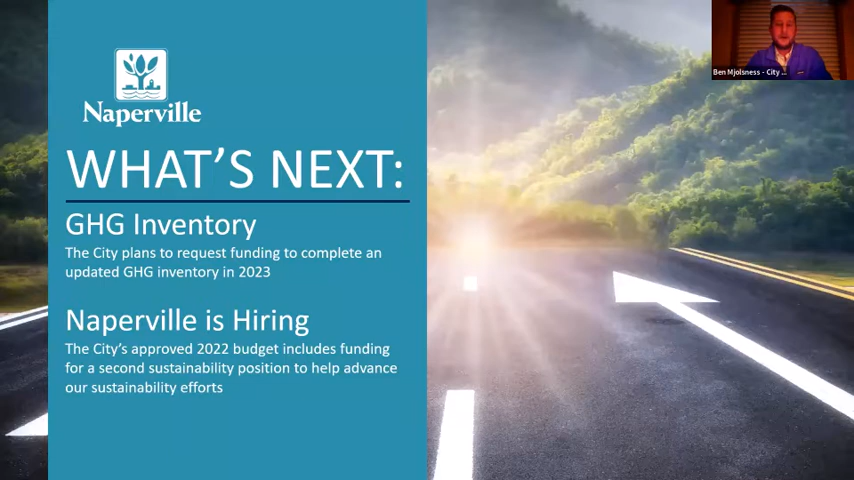 Ben Mjolsness - City ...
Naperville
WHAT'S NEXT:
GHG Inventory
The City plans to request funding to complete an
updated GHG inventory in 2023
Naperville is Hiring
The City's approved 2022 budget includes funding
for a second sustainability position to help advance
our sustainability efforts